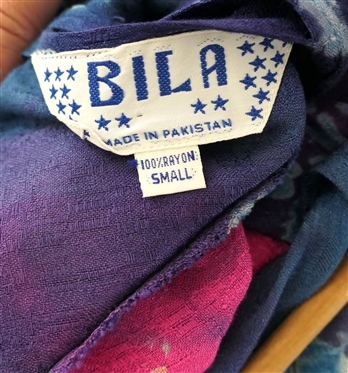 BILA
MADE IN PAKISTAN
100% RAYON
SMALL